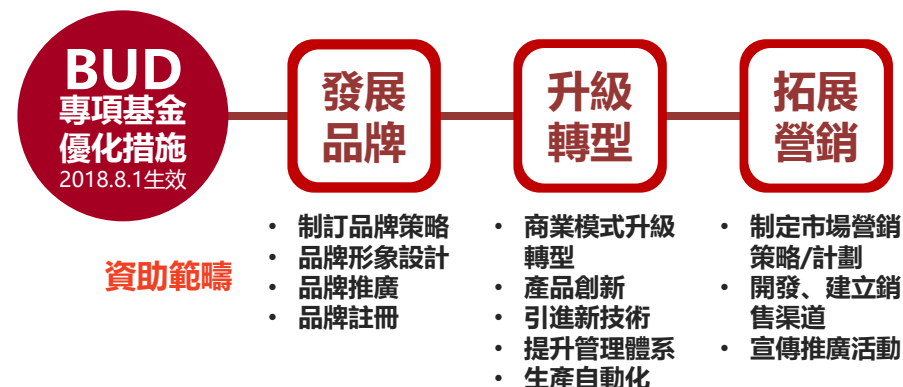 BUD
專項基金
優化措施
2018.8.1生效
發展
品牌
升級
轉型
拓展
營銷
資助範疇
• 制訂品牌策略
• 品牌形象設計
• 品牌推廣
• 品牌註冊
• 商業模式升級
轉型
• 產品創新
• 引進新技術
• 提升管理體系
• 生產自動化
• 制定市場營銷
策略/計劃
• 開發、建立銷
售渠道
• 宣傳推廣活動